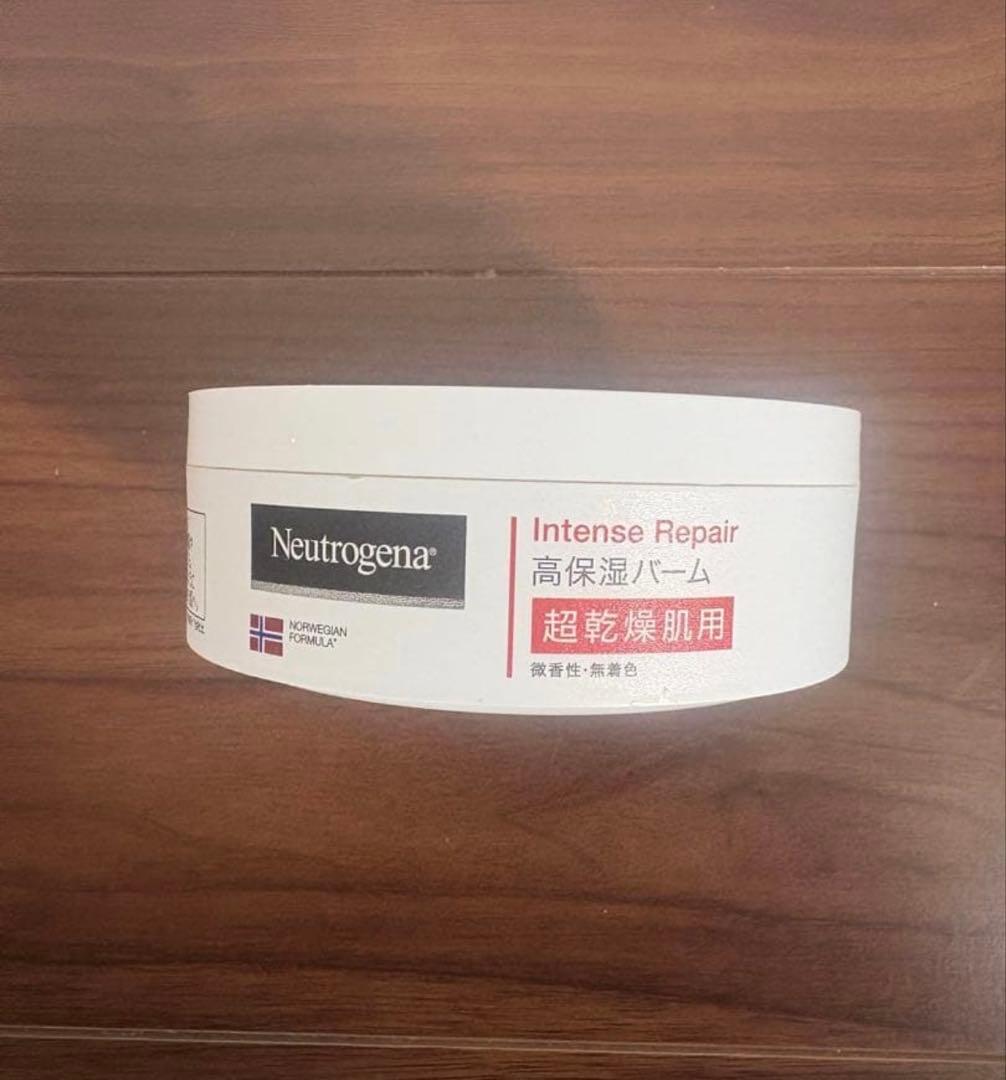 Neutrogena®
NORWEGIAN
FORMULA*
Intense Repair
高保湿バーム
超乾燥肌用
微香性・無着色